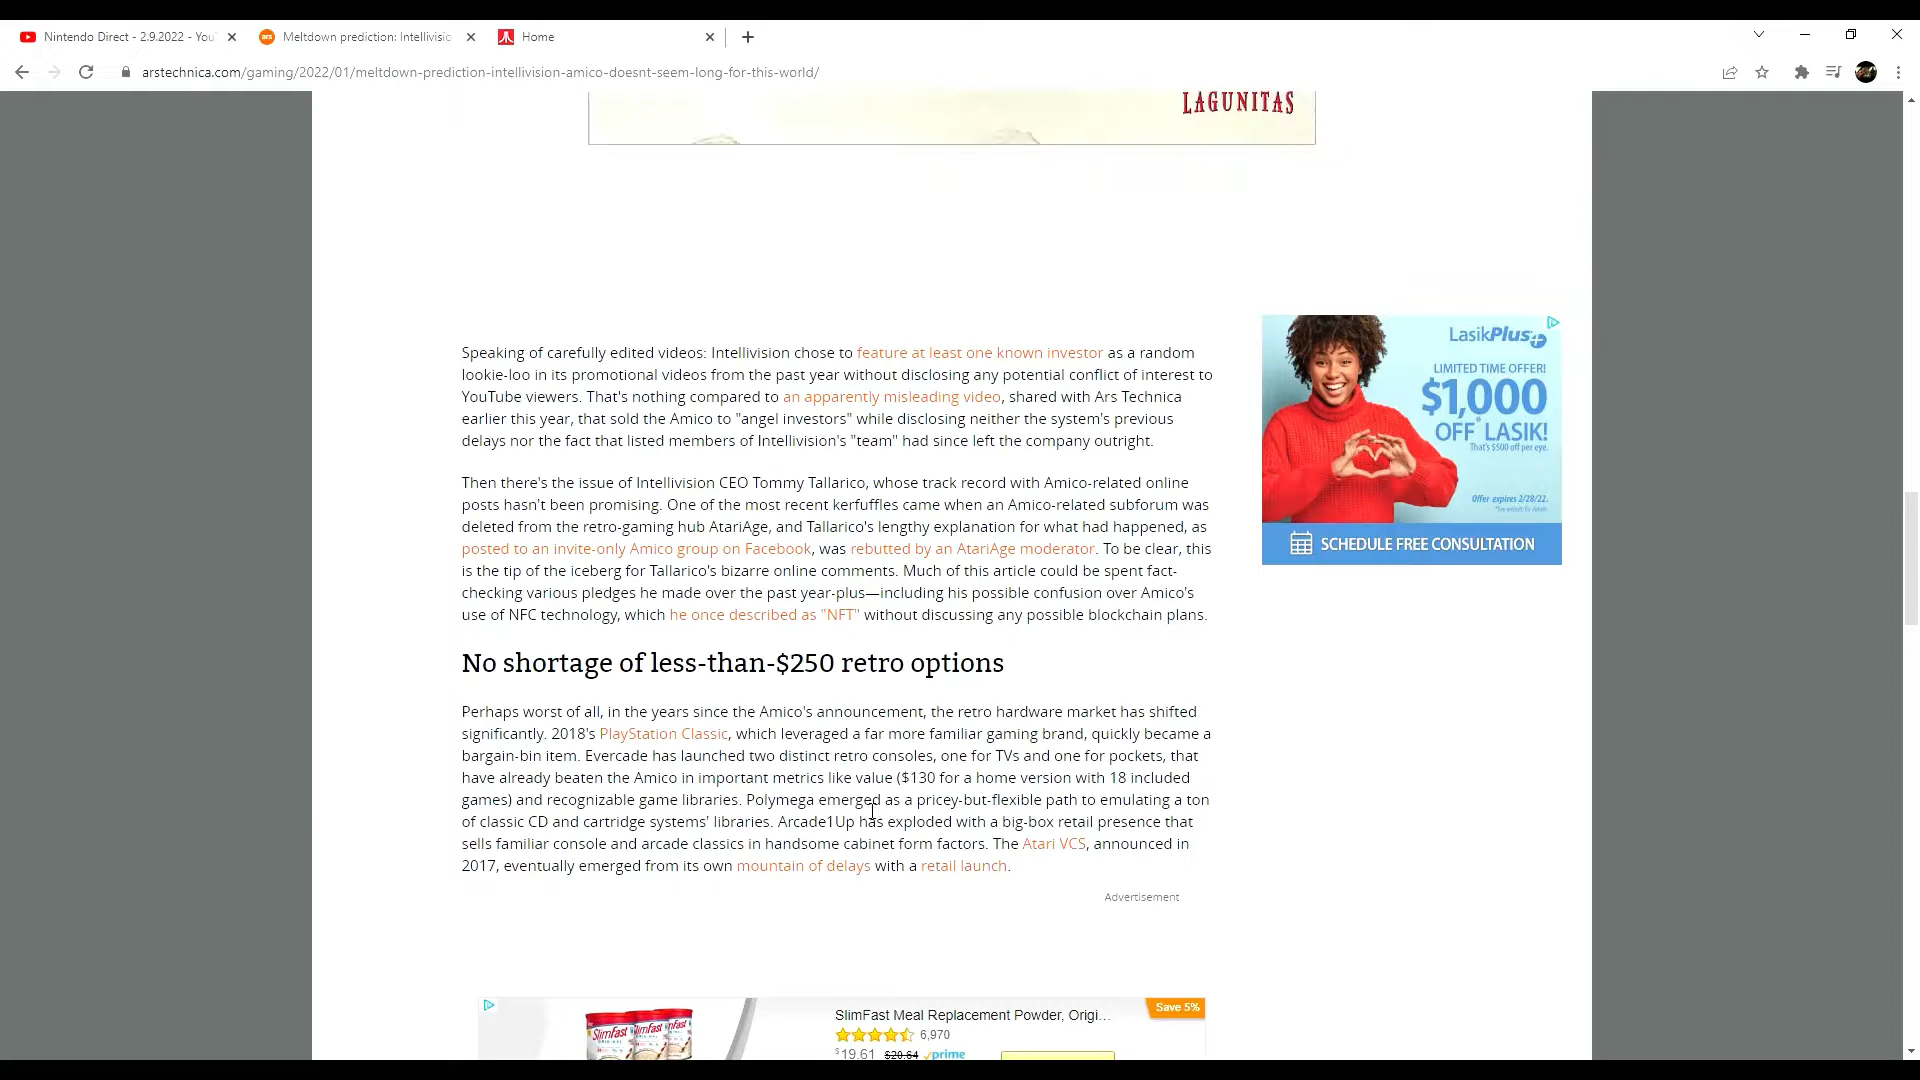 Nintendo Direct - 2.9.2022 - You
Meltdown prediction: Intellivisio
Home
arstechnica.com/gaming/2022/01/meltdown-prediction-intellivision-amico-doesnt-seem-long-for-this-world/
LAGUNITAS
Speaking of carefully edited videos: Intellivision chose to feature at least one known investor as a random
lookie-loo in its promotional videos from the past year without disclosing any potential conflict of interest to
YouTube viewers. That's nothing compared to an apparently misleading video, shared with Ars Technica
earlier this year, that sold the Amico to "angel investors" while disclosing neither the system's previous
delays nor the fact that listed members of Intellivision's "team" had since left the company outright.
Then there's the issue of Intellivision CEO Tommy Tallarico, whose track record with Amico-related online
posts hasn't been promising. One of the most recent kerfuffles came when an Amico-related subforum was
deleted from the retro-gaming hub AtariAge, and Tallarico's lengthy explanation for what had happened, as
posted to an invite-only Amico group on Facebook, was rebutted by an AtariAge moderator. To be clear, this
is the tip of the iceberg for Tallarico's bizarre online comments. Much of this article could be spent fact-
checking various pledges he made over the past year-plus—including his possible confusion over Amico's
use of NFC technology, which he once described as "NFT" without discussing any possible blockchain plans.
No shortage of less-than-$250 retro options
Perhaps worst of all, in the years since the Amico's announcement, the retro hardware market has shifted
significantly. 2018's PlayStation Classic, which leveraged a far more familiar gaming brand, quickly became a
bargain-bin item. Evercade has launched two distinct retro consoles, one for TVs and one for pockets, that
have already beaten the Amico in important metrics like value ($130 for a home version with 18 included
games) and recognizable game libraries. Polymega emerged as a pricey-but-flexible path to emulating a ton
of classic CD and cartridge systems' libraries. Arcade1Up has exploded with a big-box retail presence that
sells familiar console and arcade classics in handsome cabinet form factors. The Atari VCS, announced in
2017, eventually emerged from its own mountain of delays with a retail launch.
Advertisement
LasikPlus
LIMITED TIME OFFER!
$1,000
OFF* LASIK!
That's $500 off per eye.
Offer expires 2/28/22.
*See website for details.
SCHEDULE FREE CONSULTATION
SlimFast SlimFast SlimFast
ORIGINAL
SlimFast Meal Replacement Powder, Origi...
Save 5%
6,970
$19.61 $20.64 prime